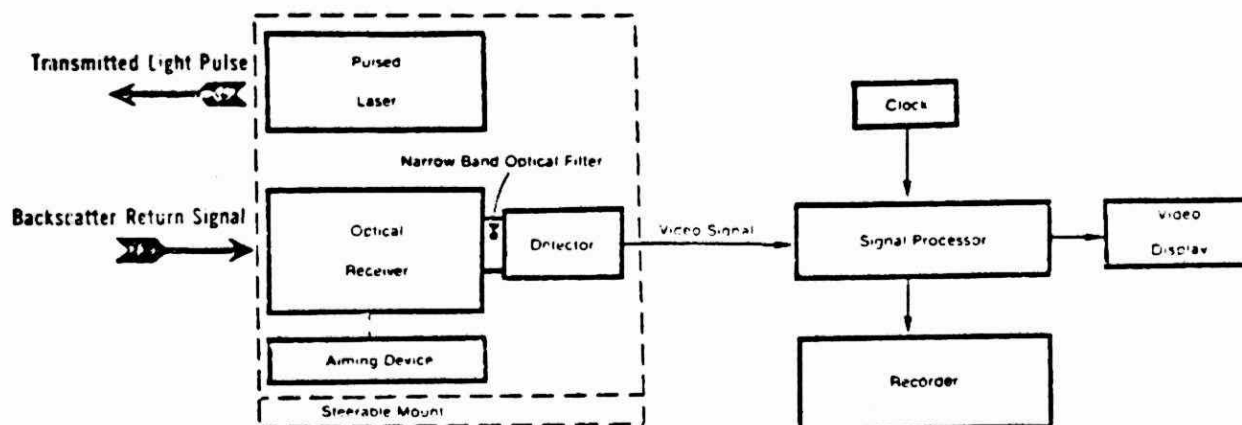 Transmitted Light Pulse
Pulsed
Laser
Clock
Narrow Band Optical Filter
Backscatter Return Signal
Optical
Receiver
Detector
Video Signal
Signal Processor
Video
Display
Aiming Device
Recorder
Steerable Mount